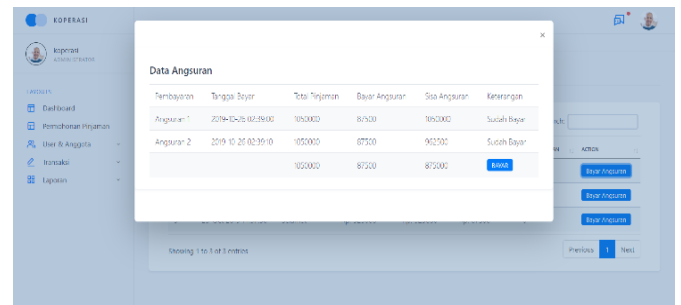 KOPERASI
koperasi
ADMINISTRATOR
Dashboard
Permohonan Pinjaman
User & Anggota
Transaksi
Laporan
×
Data Angsuran
Pembayaran Tanggal Bayar Total Pinjaman Bayar Angsuran Sisa Angsuran Keterangan
Angsuran 1 2019-10-26 02:39:00 1050000 87500 1050000 Sudah Bayar
Angsuran 2 2019-10-26 02:39:10 1050000 87500 962500 Sudah Bayar
1050000 87500 875000 BAYAR
ACTION
Bayar Angsuran
Bayar Angsuran
Bayar Angsuran
Showing 1 to 3 of 3 entries
Previous 1 Next